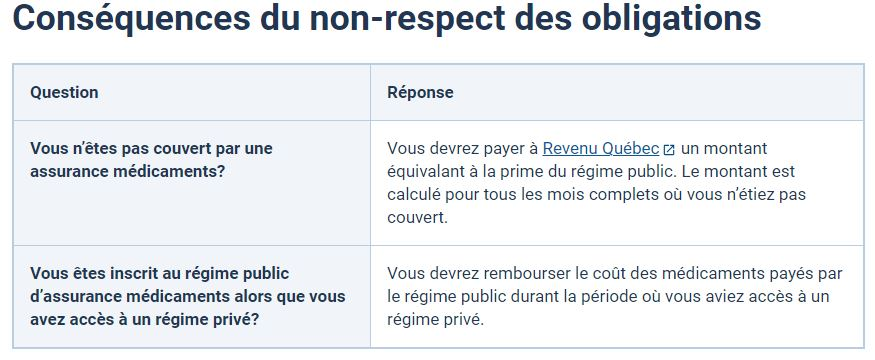 Conséquences du non-respect des obligations
Question
Réponse
Vous n’êtes pas couvert par une
assurance médicaments?
Vous devrez payer à Revenu Québec un montant
équivalant à la prime du régime public. Le montant est
calculé pour tous les mois complets où vous n’étiez pas
couvert.
Vous êtes inscrit au régime public
d’assurance médicaments alors que vous
avez accès à un régime privé?
Vous devrez rembourser le coût des médicaments payés par
le régime public durant la période où vous aviez accès à un
régime privé.